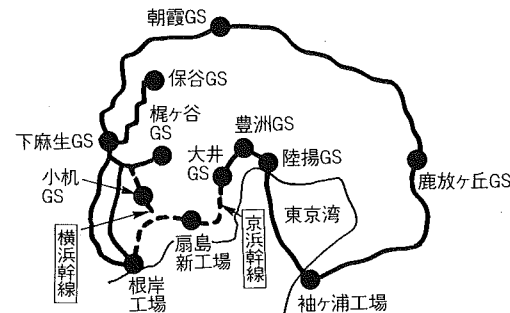 朝霞GS
保谷GS
梶ヶ谷
GS
下麻生GS
豊洲GS
大井
GS
陸揚GS
小机
GS
鹿放ヶ丘GS
東京湾
横浜幹線
扇島
新工場
京浜幹線
根岸
工場
袖ヶ浦工場